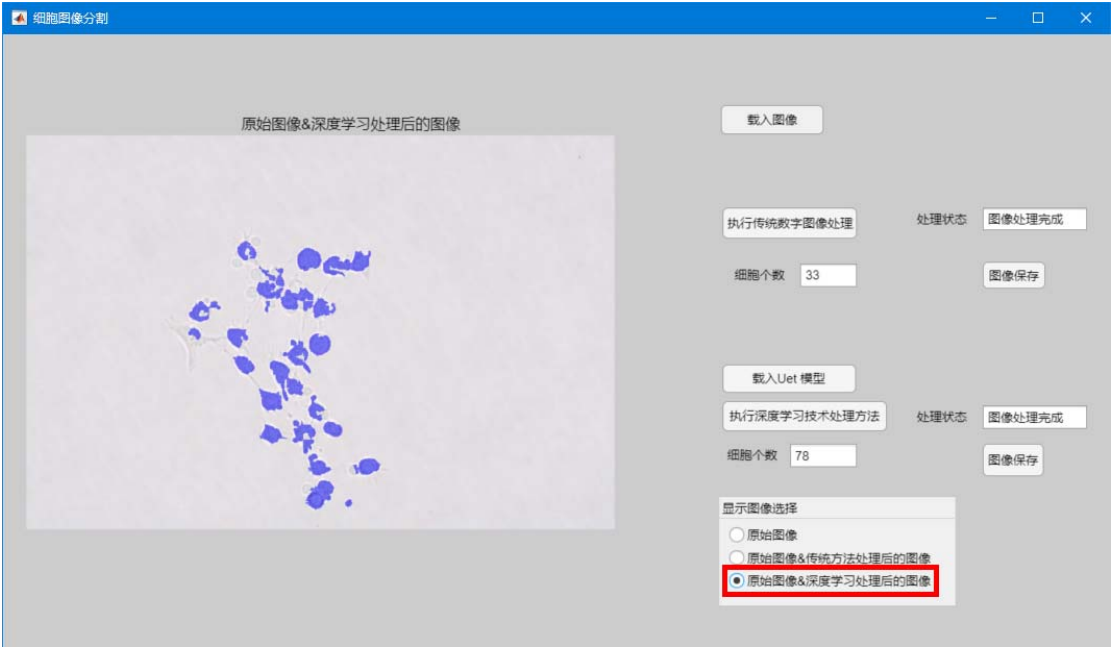 细胞图像分割
原始图像&深度学习处理后的图像
载入图像
执行传统数字图像处理 处理状态 图像处理完成
细胞个数 33 图像保存
载入Uet 模型
执行深度学习技术处理方法 处理状态 图像处理完成
细胞个数 78 图像保存
显示图像选择
原始图像
原始图像&传统方法处理后的图像
原始图像&深度学习处理后的图像